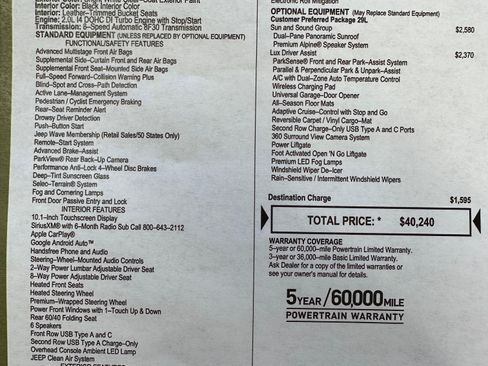 Interior Color: Black Interior Color
Interior: Leather–Trimmed Bucket Seats
Engine: 2.0L I4 DOHC DI Turbo Engine with Stop/Start
Transmission: 8–Speed Automatic 8F30 Transmission
STANDARD EQUIPMENT (UNLESS REPLACED BY OPTIONAL EQUIPMENT)
FUNCTIONAL/SAFETY FEATURES
Advanced Multistage Front Air Bags
Supplemental Side–Curtain Front and Rear Air Bags
Supplemental Front Seat–Mounted Side Air Bags
Full–Speed Forward–Collision Warning Plus
Blind–Spot and Cross–Path Detection
Active Lane–Management System
Pedestrian / Cyclist Emergency Braking
Rear–Seat Reminder Alert
Drowsy Driver Detection
Push–Button Start
Jeep Wave Membership (Retail Sales/50 States Only)
Remote–Start System
Advanced Brake–Assist
ParkView® Rear Back–Up Camera
Performance Anti–Lock 4–Wheel Disc Brakes
Deep–Tint Sunscreen Glass
Selec–Terrain® System
Fog and Cornering Lamps
Front Door Passive Entry and Lock
INTERIOR FEATURES
10.1–Inch Touchscreen Display
SiriusXM® with 6–Month Radio Sub Call 800–643–2112
Apple CarPlay®
Google Android Auto™
Handsfree Phone and Audio
Steering–Wheel–Mounted Audio Controls
2–Way Power Lumbar Adjustable Driver Seat
8–Way Power Adjustable Driver Seat
Heated Front Seats
Heated Steering Wheel
Premium–Wrapped Steering Wheel
Power Front Windows with 1–Touch Up & Down
Rear 60/40 Folding Seat
6 Speakers
Front Row USB Type A and C
Second Row USB Type A Charge–Only
Overhead Console Ambient LED Lamp
JEEP Clean Air System
Electronic Roll Mitigation
OPTIONAL EQUIPMENT (May Replace Standard Equipment)
Customer Preferred Package 29L
Sun and Sound Group $2,580
Dual–Pane Panoramic Sunroof
Premium Alpine® Speaker System
Lux Driver Assist $2,370
ParkSense® Front and Rear Park–Assist System
Parallel & Perpendicular Park & Unpark–Assist
A/C with Dual–Zone Auto Temperature Control
Wireless Charging Pad
Universal Garage–Door Opener
All–Season Floor Mats
Adaptive Cruise–Control with Stop and Go
Reversible Carpet / Vinyl Cargo–Mat
Second Row Charge–Only USB Type A and C Ports
360 Surround View Camera System
Power Liftgate
Foot Activated Open 'N Go Liftgate
Premium LED Fog Lamps
Windshield Wiper De–Icer
Rain–Sensitive / Intermittent Windshield Wipers
Destination Charge $1,595
TOTAL PRICE: * $40,240
WARRANTY COVERAGE
5–year or 60,000–mile Powertrain Limited Warranty.
3–year or 36,000–mile Basic Limited Warranty.
Ask Dealer for a copy of the limited warranties or
see your owner's manual for details.
5YEAR/60,000MILE
POWERTRAIN WARRANTY